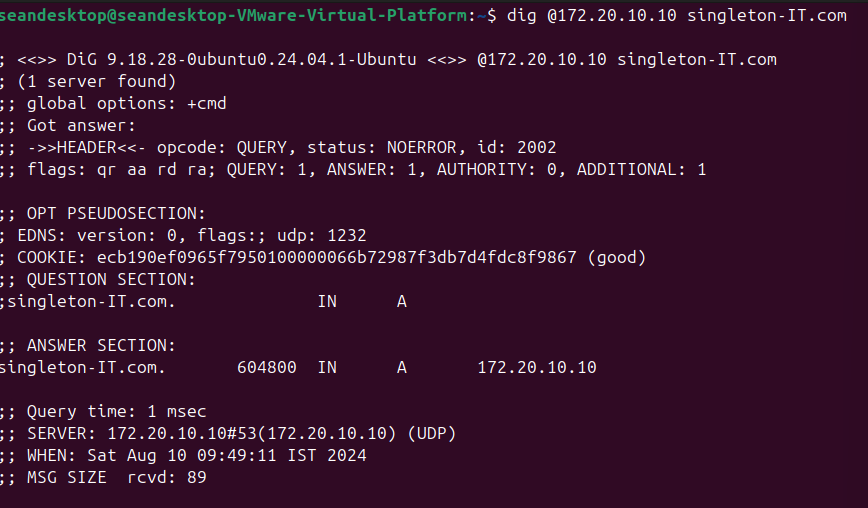 seandesktop@seandesktop-VMware-Virtual-Platform:~$ dig @172.20.10.10 singleton-IT.com
; <<>> DiG 9.18.28-0ubuntu0.24.04.1-Ubuntu <<>> @172.20.10.10 singleton-IT.com
; (1 server found)
;; global options: +cmd
;; Got answer:
;; ->>HEADER<<- opcode: QUERY, status: NOERROR, id: 2002
;; flags: qr aa rd ra; QUERY: 1, ANSWER: 1, AUTHORITY: 0, ADDITIONAL: 1
;; OPT PSEUDOSECTION:
; EDNS: version: 0, flags:; udp: 1232
; COOKIE: ecb190ef0965f7950100000066b72987f3db7d4fdc8f9867 (good)
;; QUESTION SECTION:
;singleton-IT.com. IN A
;; ANSWER SECTION:
singleton-IT.com. 604800 IN A 172.20.10.10
;; Query time: 1 msec
;; SERVER: 172.20.10.10#53(172.20.10.10) (UDP)
;; WHEN: Sat Aug 10 09:49:11 IST 2024
;; MSG SIZE rcvd: 89